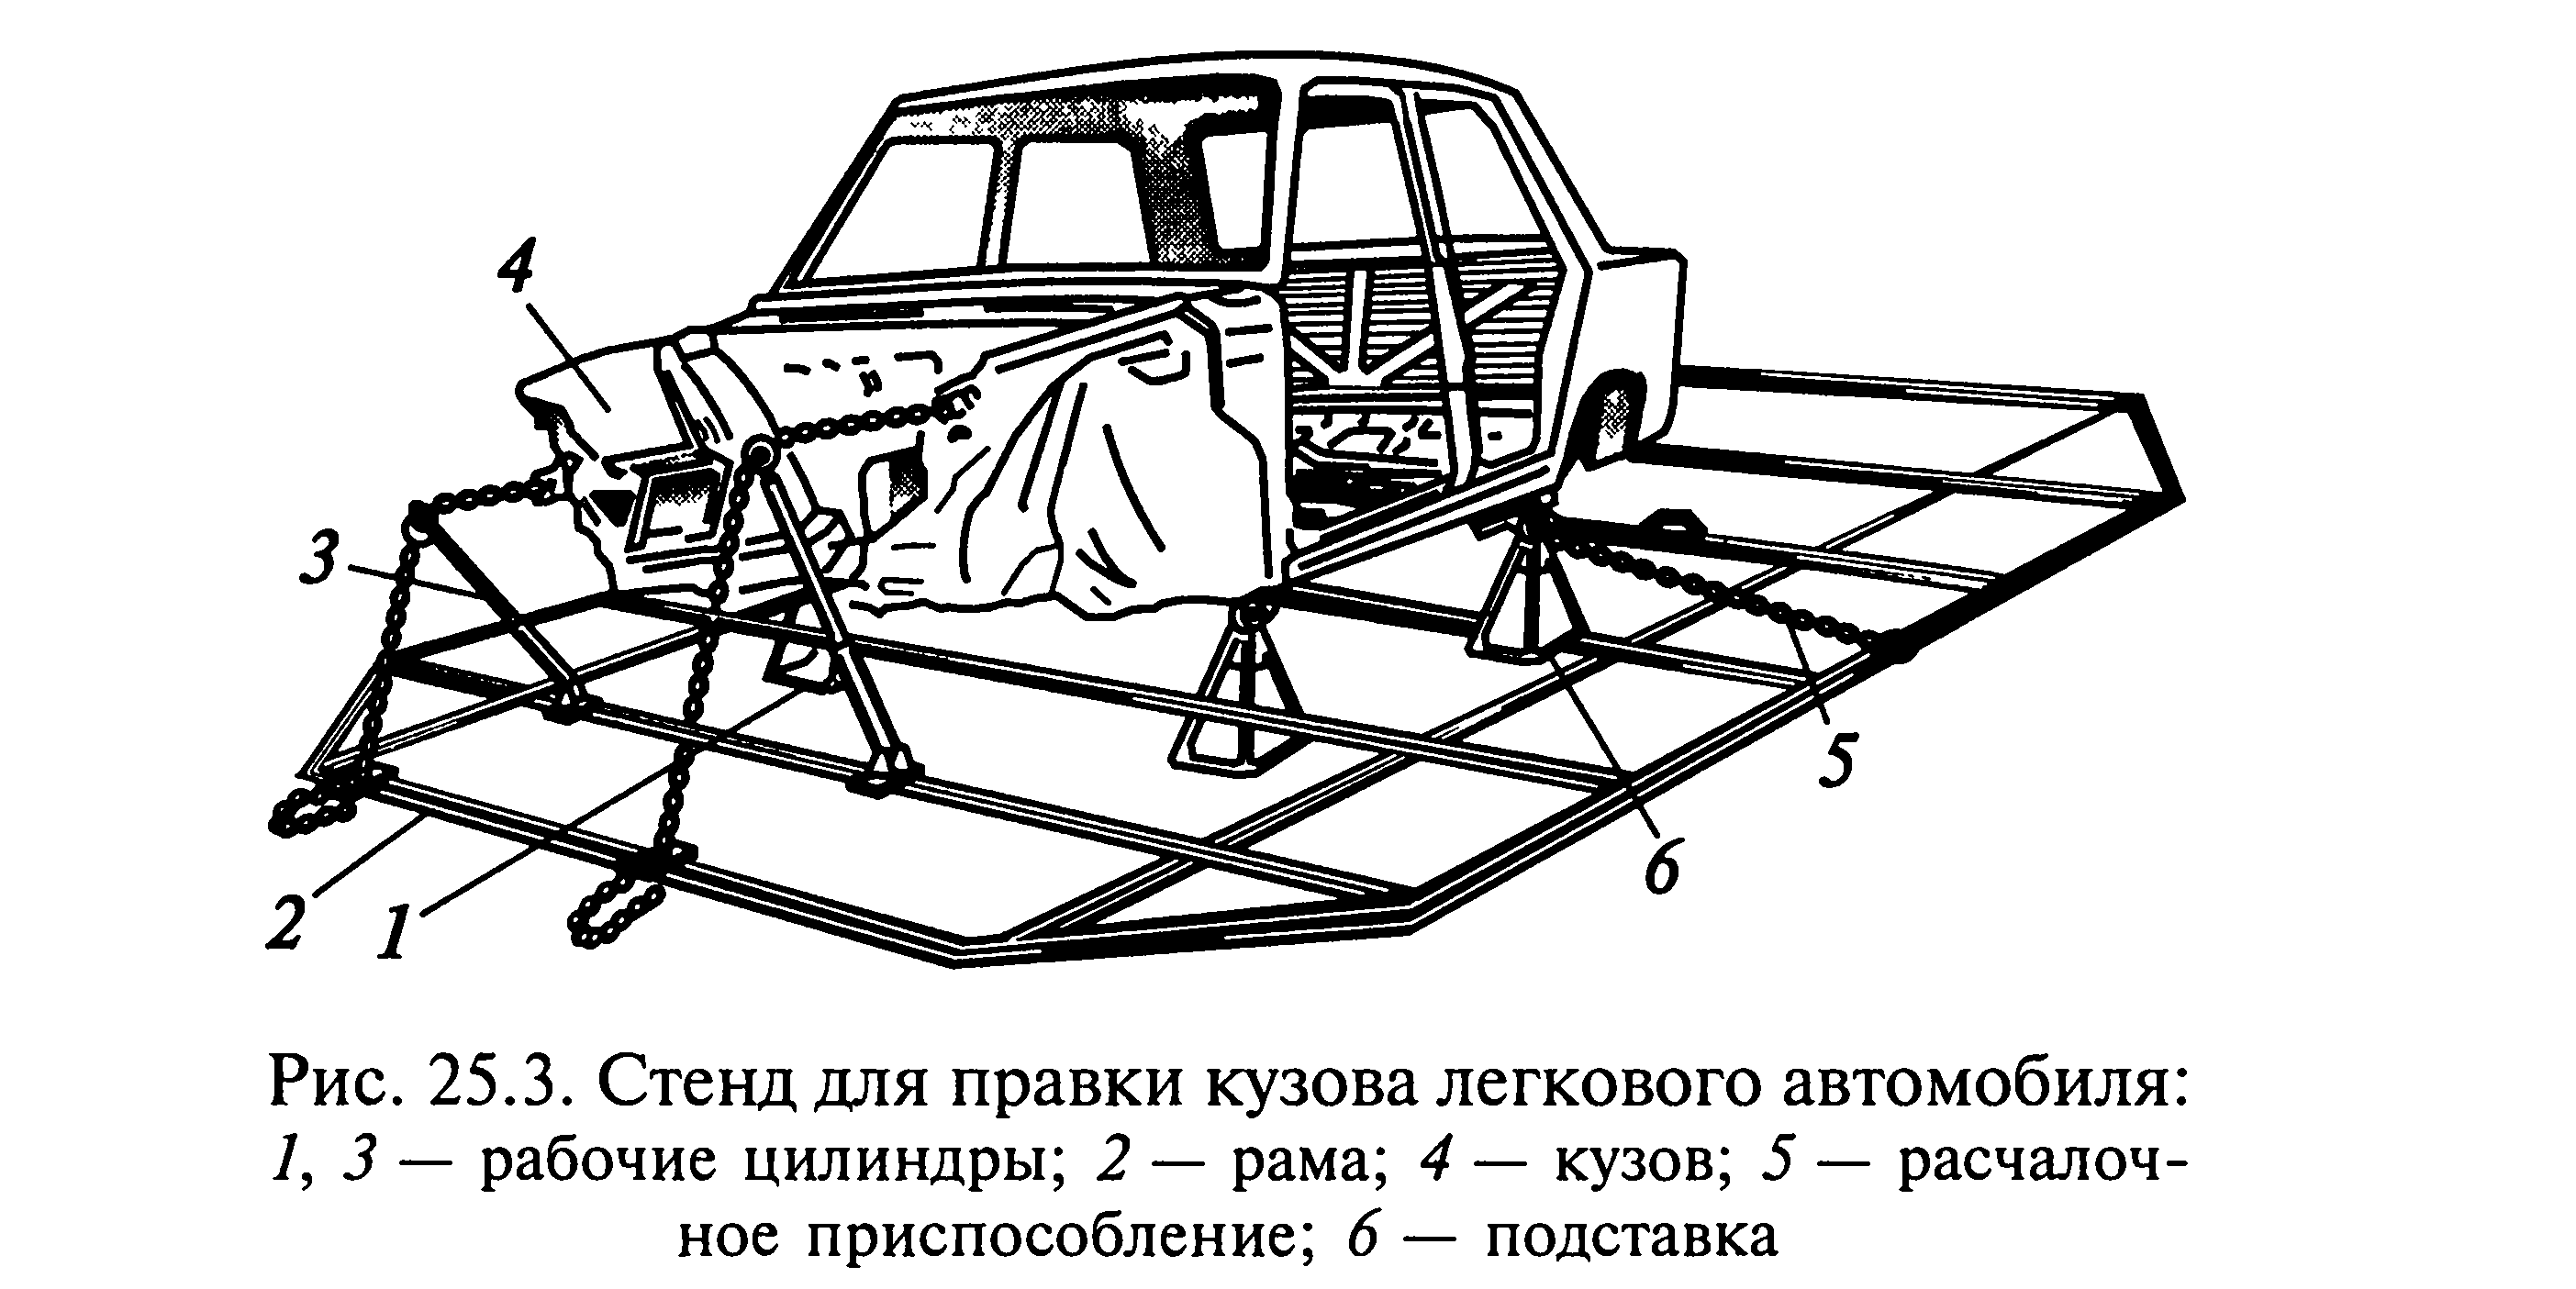 4
3
5
6
2
1
Рис. 25.3. Стенд для правки кузова легкового автомобиля:
1, 3 — рабочие цилиндры; 2 — рама; 4 — кузов; 5 — расчалоч-
ное приспособление; 6 — подставка